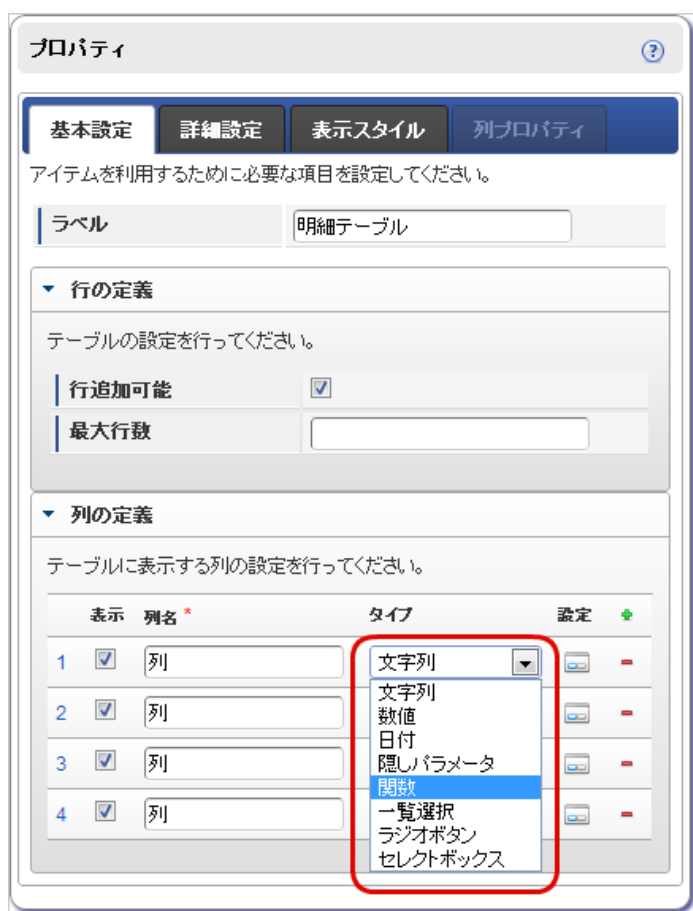 プロパティ
?
基本設定 詳細設定 表示スタイル 列プロパティ
アイテムを利用するために必要な項目を設定してください。
ラベル 明細テーブル
行の定義
テーブルの設定を行ってください。
行追加可能
最大行数
列の定義
テーブルに表示する列の設定を行ってください。
表示 列名 * タイプ 設定
1 列 文字列
文字列
2 列 数値
日付
3 列 隠しパラメータ
関数
4 列 一覧選択
ラジオボタン
セレクトボックス